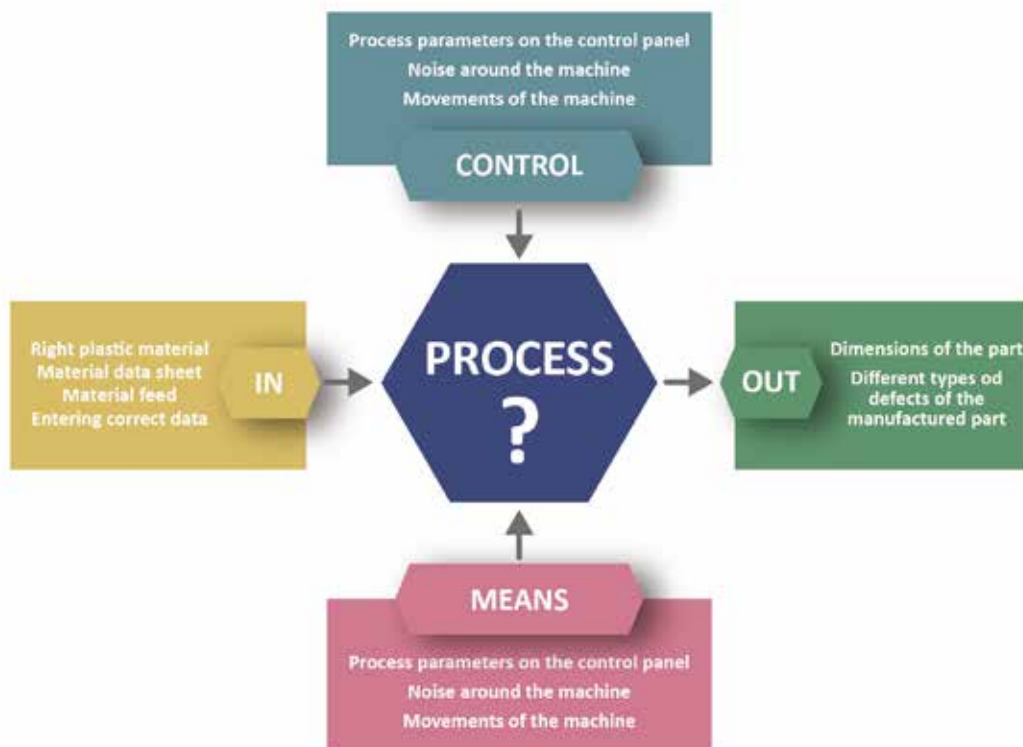 Process parameters on the control panel
Noise around the machine
Movements of the machine
CONTROL
Right plastic material
Material data sheet
Material feed
Entering correct data
IN
PROCESS
?
OUT
Dimensions of the part
Different types od
defects of the
manufactured part
MEANS
Process parameters on the control panel
Noise around the machine
Movements of the machine